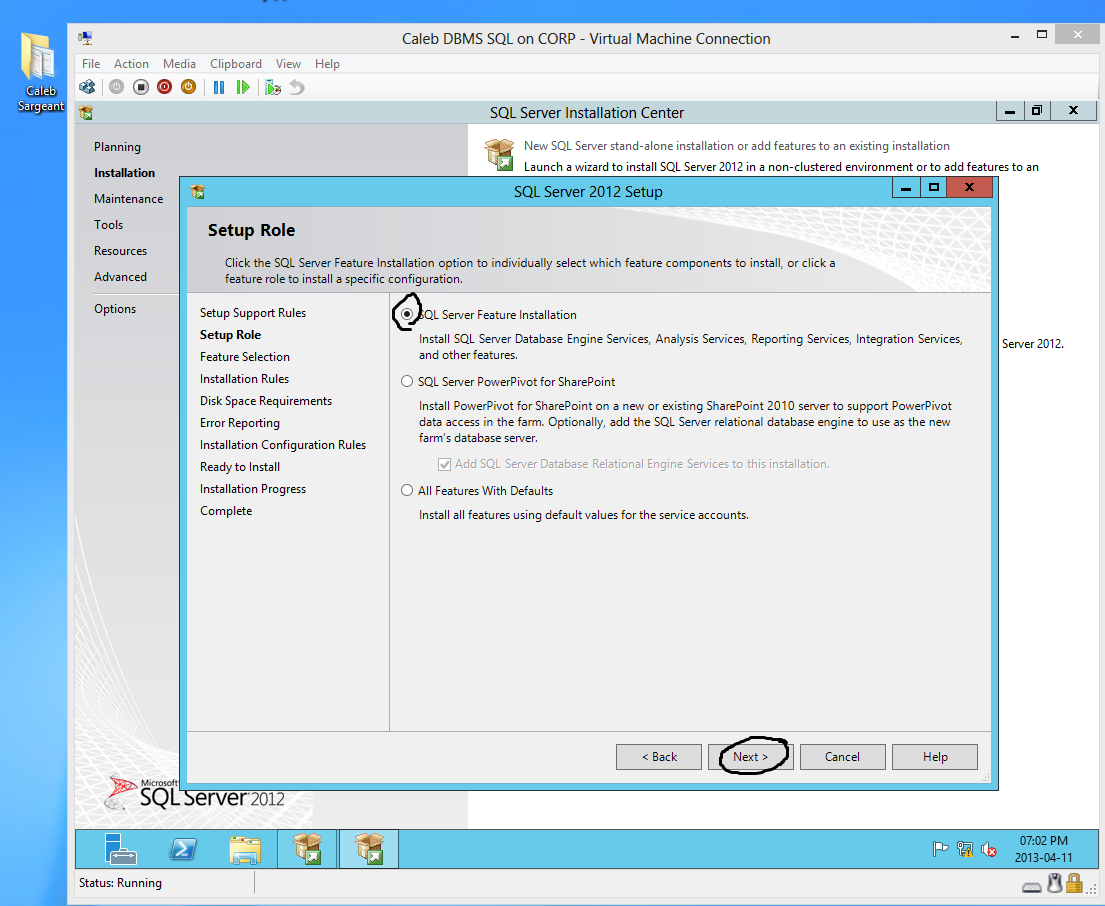 Caleb
Sargeant
Caleb DBMS SQL on CORP - Virtual Machine Connection
File Action Media Clipboard View Help
SQL Server Installation Center
Planning
Installation
Maintenance
Tools
Resources
Advanced
Options
New SQL Server stand-alone installation or add features to an existing installation
Launch a wizard to install SQL Server 2012 in a non-clustered environment or to add features to an
Server 2012.
SQL Server 2012 Setup
Setup Role
Click the SQL Server Feature Installation option to individually select which feature components to install, or click a
feature role to install a specific configuration.
Setup Support Rules
Setup Role
Feature Selection
Installation Rules
Disk Space Requirements
Error Reporting
Installation Configuration Rules
Ready to Install
Installation Progress
Complete
SQL Server Feature Installation
Install SQL Server Database Engine Services, Analysis Services, Reporting Services, Integration Services,
and other features.
SQL Server PowerPivot for SharePoint
Install PowerPivot for SharePoint on a new or existing SharePoint 2010 server to support PowerPivot
data access in the farm. Optionally, add the SQL Server relational database engine to use as the new
farm's database server.
Add SQL Server Database Relational Engine Services to this installation.
All Features With Defaults
Install all features using default values for the service accounts.
< Back Next > Cancel Help
Microsoft
SQL Server 2012
07:02 PM
2013-04-11
Status: Running